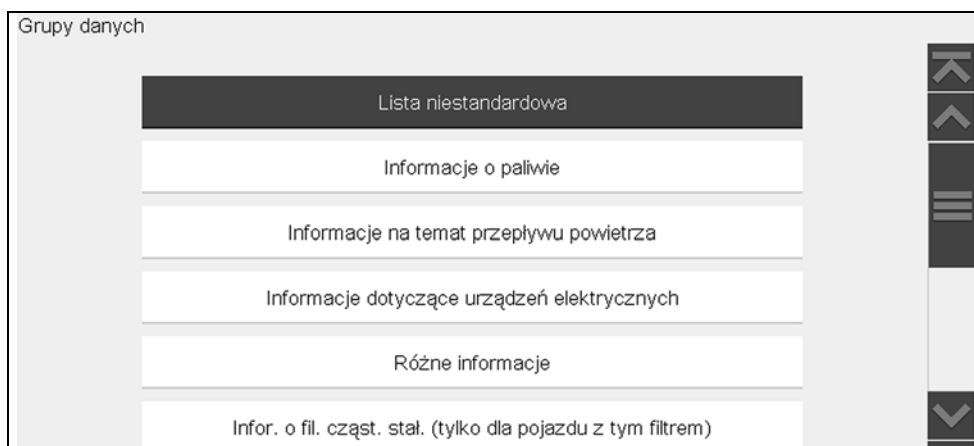 Grupy danych
Lista niestandardowa
Informacje o paliwie
Informacje na temat przepływu powietrza
Informacje dotyczące urządzeń elektrycznych
Różne informacje
Infor. o fil. cząst. stał. (tylko dla pojazdu z tym filtrem)